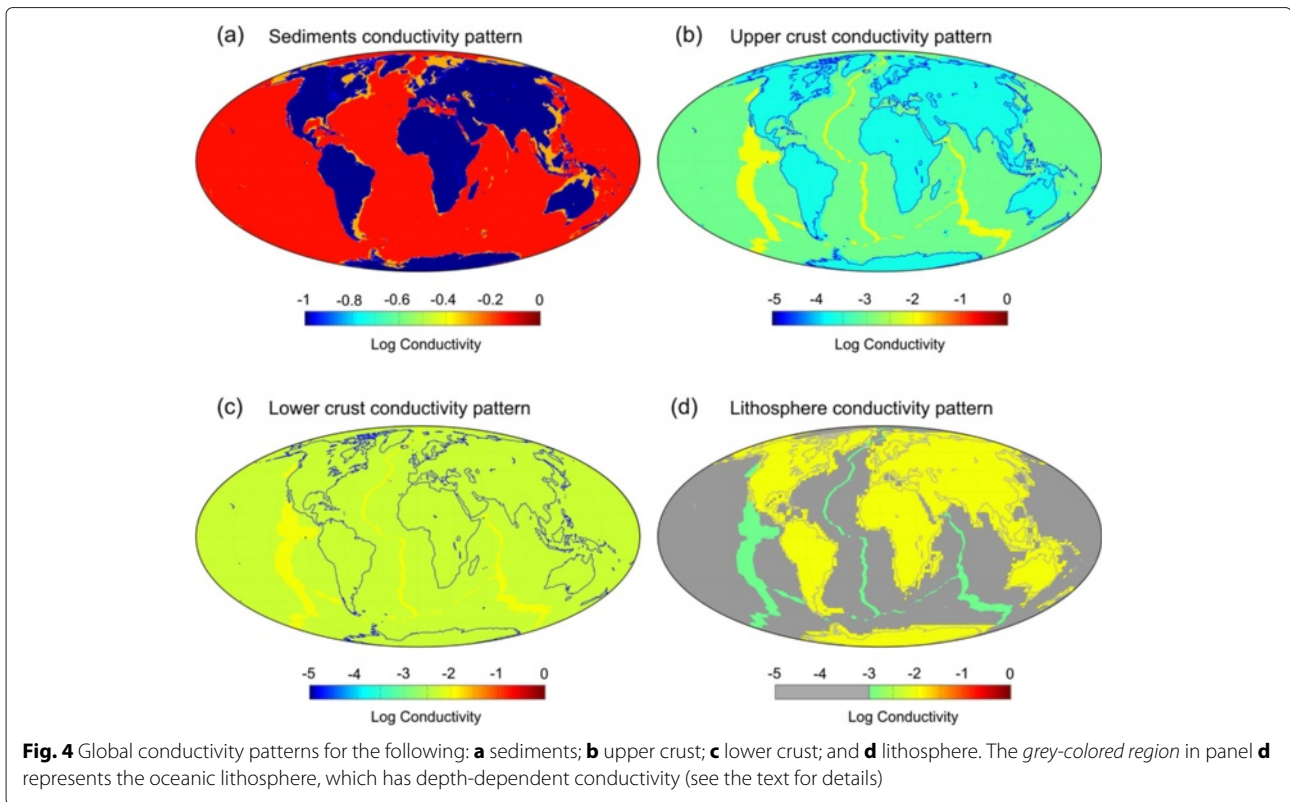 (a) Sediments conductivity pattern
(b) Upper crust conductivity pattern
-1 -0.8 -0.6 -0.4 -0.2 0
Log Conductivity
-5 -4 -3 -2 -1 0
Log Conductivity
(c) Lower crust conductivity pattern
(d) Lithosphere conductivity pattern
-5 -4 -3 -2 -1 0
Log Conductivity
-5 -4 -3 -2 -1 0
Log Conductivity
Fig. 4 Global conductivity patterns for the following: a sediments; b upper crust; c lower crust; and d lithosphere. The grey-colored region in panel d
represents the oceanic lithosphere, which has depth-dependent conductivity (see the text for details)